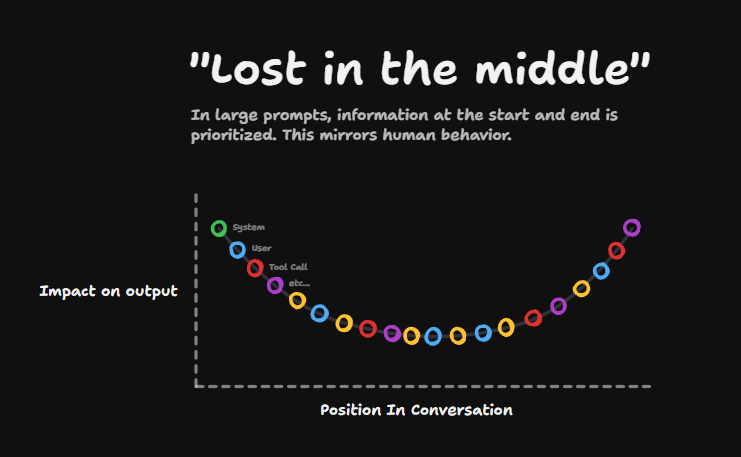 "Lost in the middle"
In large prompts, information at the start and end is
prioritized. This mirrors human behavior.
System
User
Tool Call
etc...
Impact on output
Position In Conversation